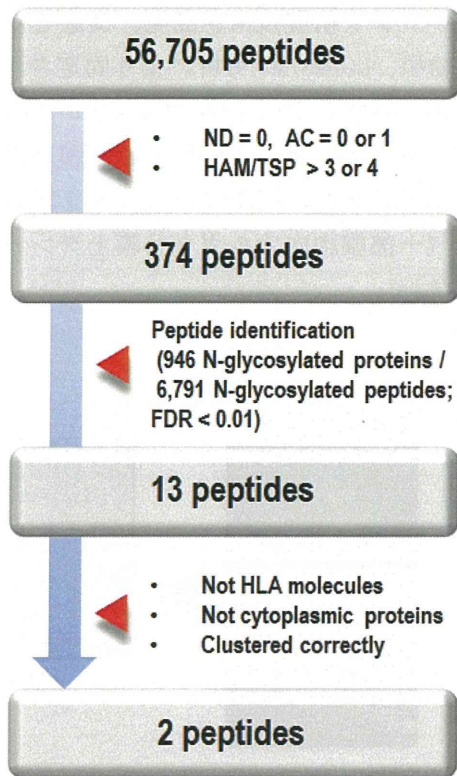 56,705 peptides
• ND = 0, AC = 0 or 1
• HAM/TSP > 3 or 4
374 peptides
Peptide identification
(946 N-glycosylated proteins /
6,791 N-glycosylated peptides;
FDR < 0.01)
13 peptides
• Not HLA molecules
• Not cytoplasmic proteins
• Clustered correctly
2 peptides